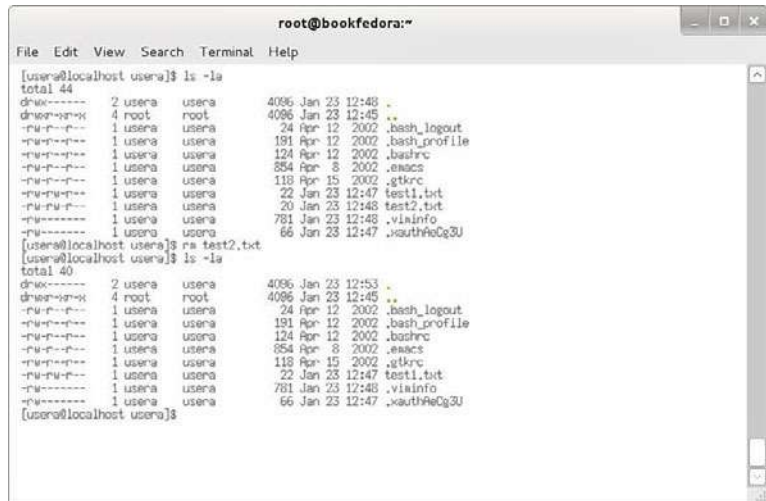 root@bookfedora:~
File Edit View Search Terminal Help
[usera@localhost usera]$ ls -la
total 44
drwx------ 2 usera usera 4096 Jan 23 12:48 .
drwxr-xr-x 4 root root 4096 Jan 23 12:45 ..
-rw-r--r-- 1 usera usera 24 Apr 12 2002 .bash_logout
-rw-r--r-- 1 usera usera 191 Apr 12 2002 .bash_profile
-rw-r--r-- 1 usera usera 124 Apr 12 2002 .bashrc
-rw-r--r-- 1 usera usera 854 Apr 8 2002 .emacs
-rw-r--r-- 1 usera usera 118 Apr 15 2002 .gtkrc
-rw-rw-r-- 1 usera usera 22 Jan 23 12:47 test1.txt
-rw-rw-r-- 1 usera usera 20 Jan 23 12:48 test2.txt
-rw------- 1 usera usera 781 Jan 23 12:48 .viminfo
-rw------- 1 usera usera 66 Jan 23 12:47 .xauthAeCg3U
[usera@localhost usera]$ rm test2.txt
[usera@localhost usera]$ ls -la
total 40
drwx------ 2 usera usera 4096 Jan 23 12:53 .
drwxr-xr-x 4 root root 4096 Jan 23 12:45 ..
-rw-r--r-- 1 usera usera 24 Apr 12 2002 .bash_logout
-rw-r--r-- 1 usera usera 191 Apr 12 2002 .bash_profile
-rw-r--r-- 1 usera usera 124 Apr 12 2002 .bashrc
-rw-r--r-- 1 usera usera 854 Apr 8 2002 .emacs
-rw-r--r-- 1 usera usera 118 Apr 15 2002 .gtkrc
-rw-rw-r-- 1 usera usera 22 Jan 23 12:47 test1.txt
-rw------- 1 usera usera 781 Jan 23 12:48 .viminfo
-rw------- 1 usera usera 66 Jan 23 12:47 .xauthAeCg3U
[usera@localhost usera]$